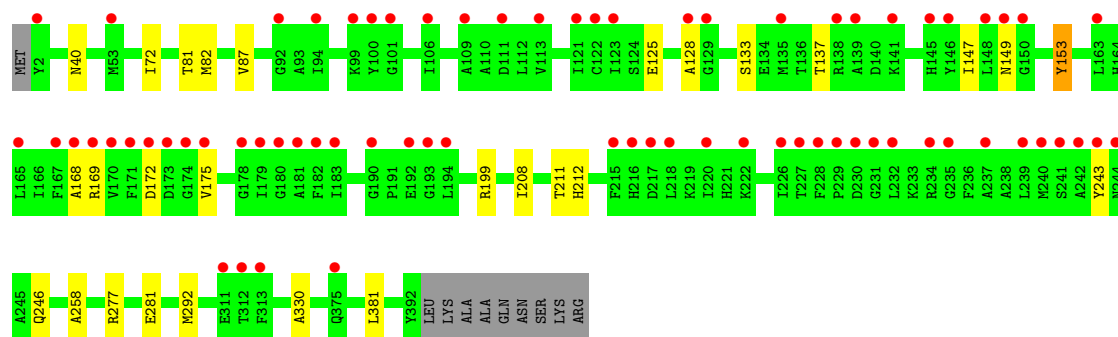 MET Y2 M53 N40 I72 T81 M82 V87 G92 A93 I94 K99 Y100 G101 I106 A109 A110 D111 L112 V113 I121 C122 I123 S124 E125 A128 G129 S133 E134 M135 T136 T137 R138 A139 D140 K141 H145 Y146 I147 L148 N149 G150 Y153 L163 H164
L165 I166 F167 A168 R169 V170 F171 D172 D173 G174 V175 G178 I179 G180 A181 F182 I183 G190 P191 E192 G193 L194 R199 I208 T211 H212 F215 H216 D217 L218 K219 I220 H221 K222 I226 T227 F228 P229 D230 G231 L232 K233 R234 G235 F236 A237 A238 L239 M240 S241 A242 Y243 N244
A245 Q246 A258 R277 E281 M292 E311 T312 F313 A330 Q375 L381 Y392 LEU LYS ALA ALA GLN ASN SER LYS ARG